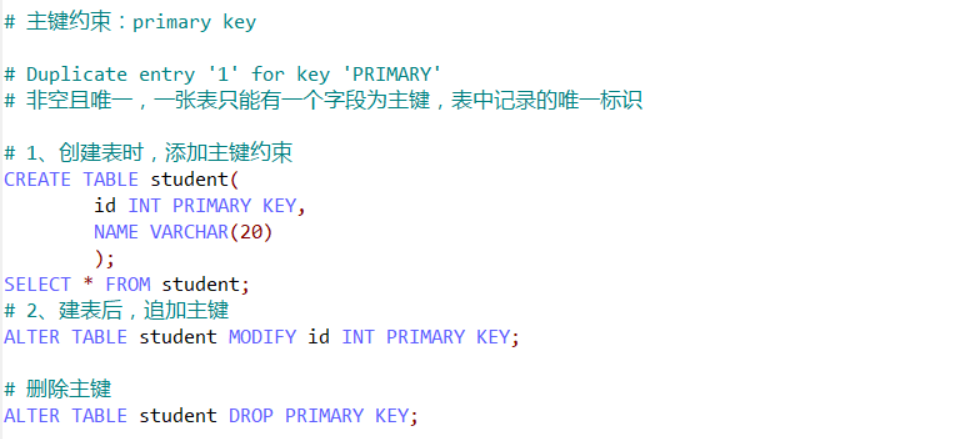 # 主键约束：primary key
# Duplicate entry '1' for key 'PRIMARY'
# 非空且唯一，一张表只能有一个字段为主键，表中记录的唯一标识
# 1、创建表时，添加主键约束
CREATE TABLE student(
id INT PRIMARY KEY,
NAME VARCHAR(20)
);
SELECT * FROM student;
# 2、建表后，追加主键
ALTER TABLE student MODIFY id INT PRIMARY KEY;
# 删除主键
ALTER TABLE student DROP PRIMARY KEY;